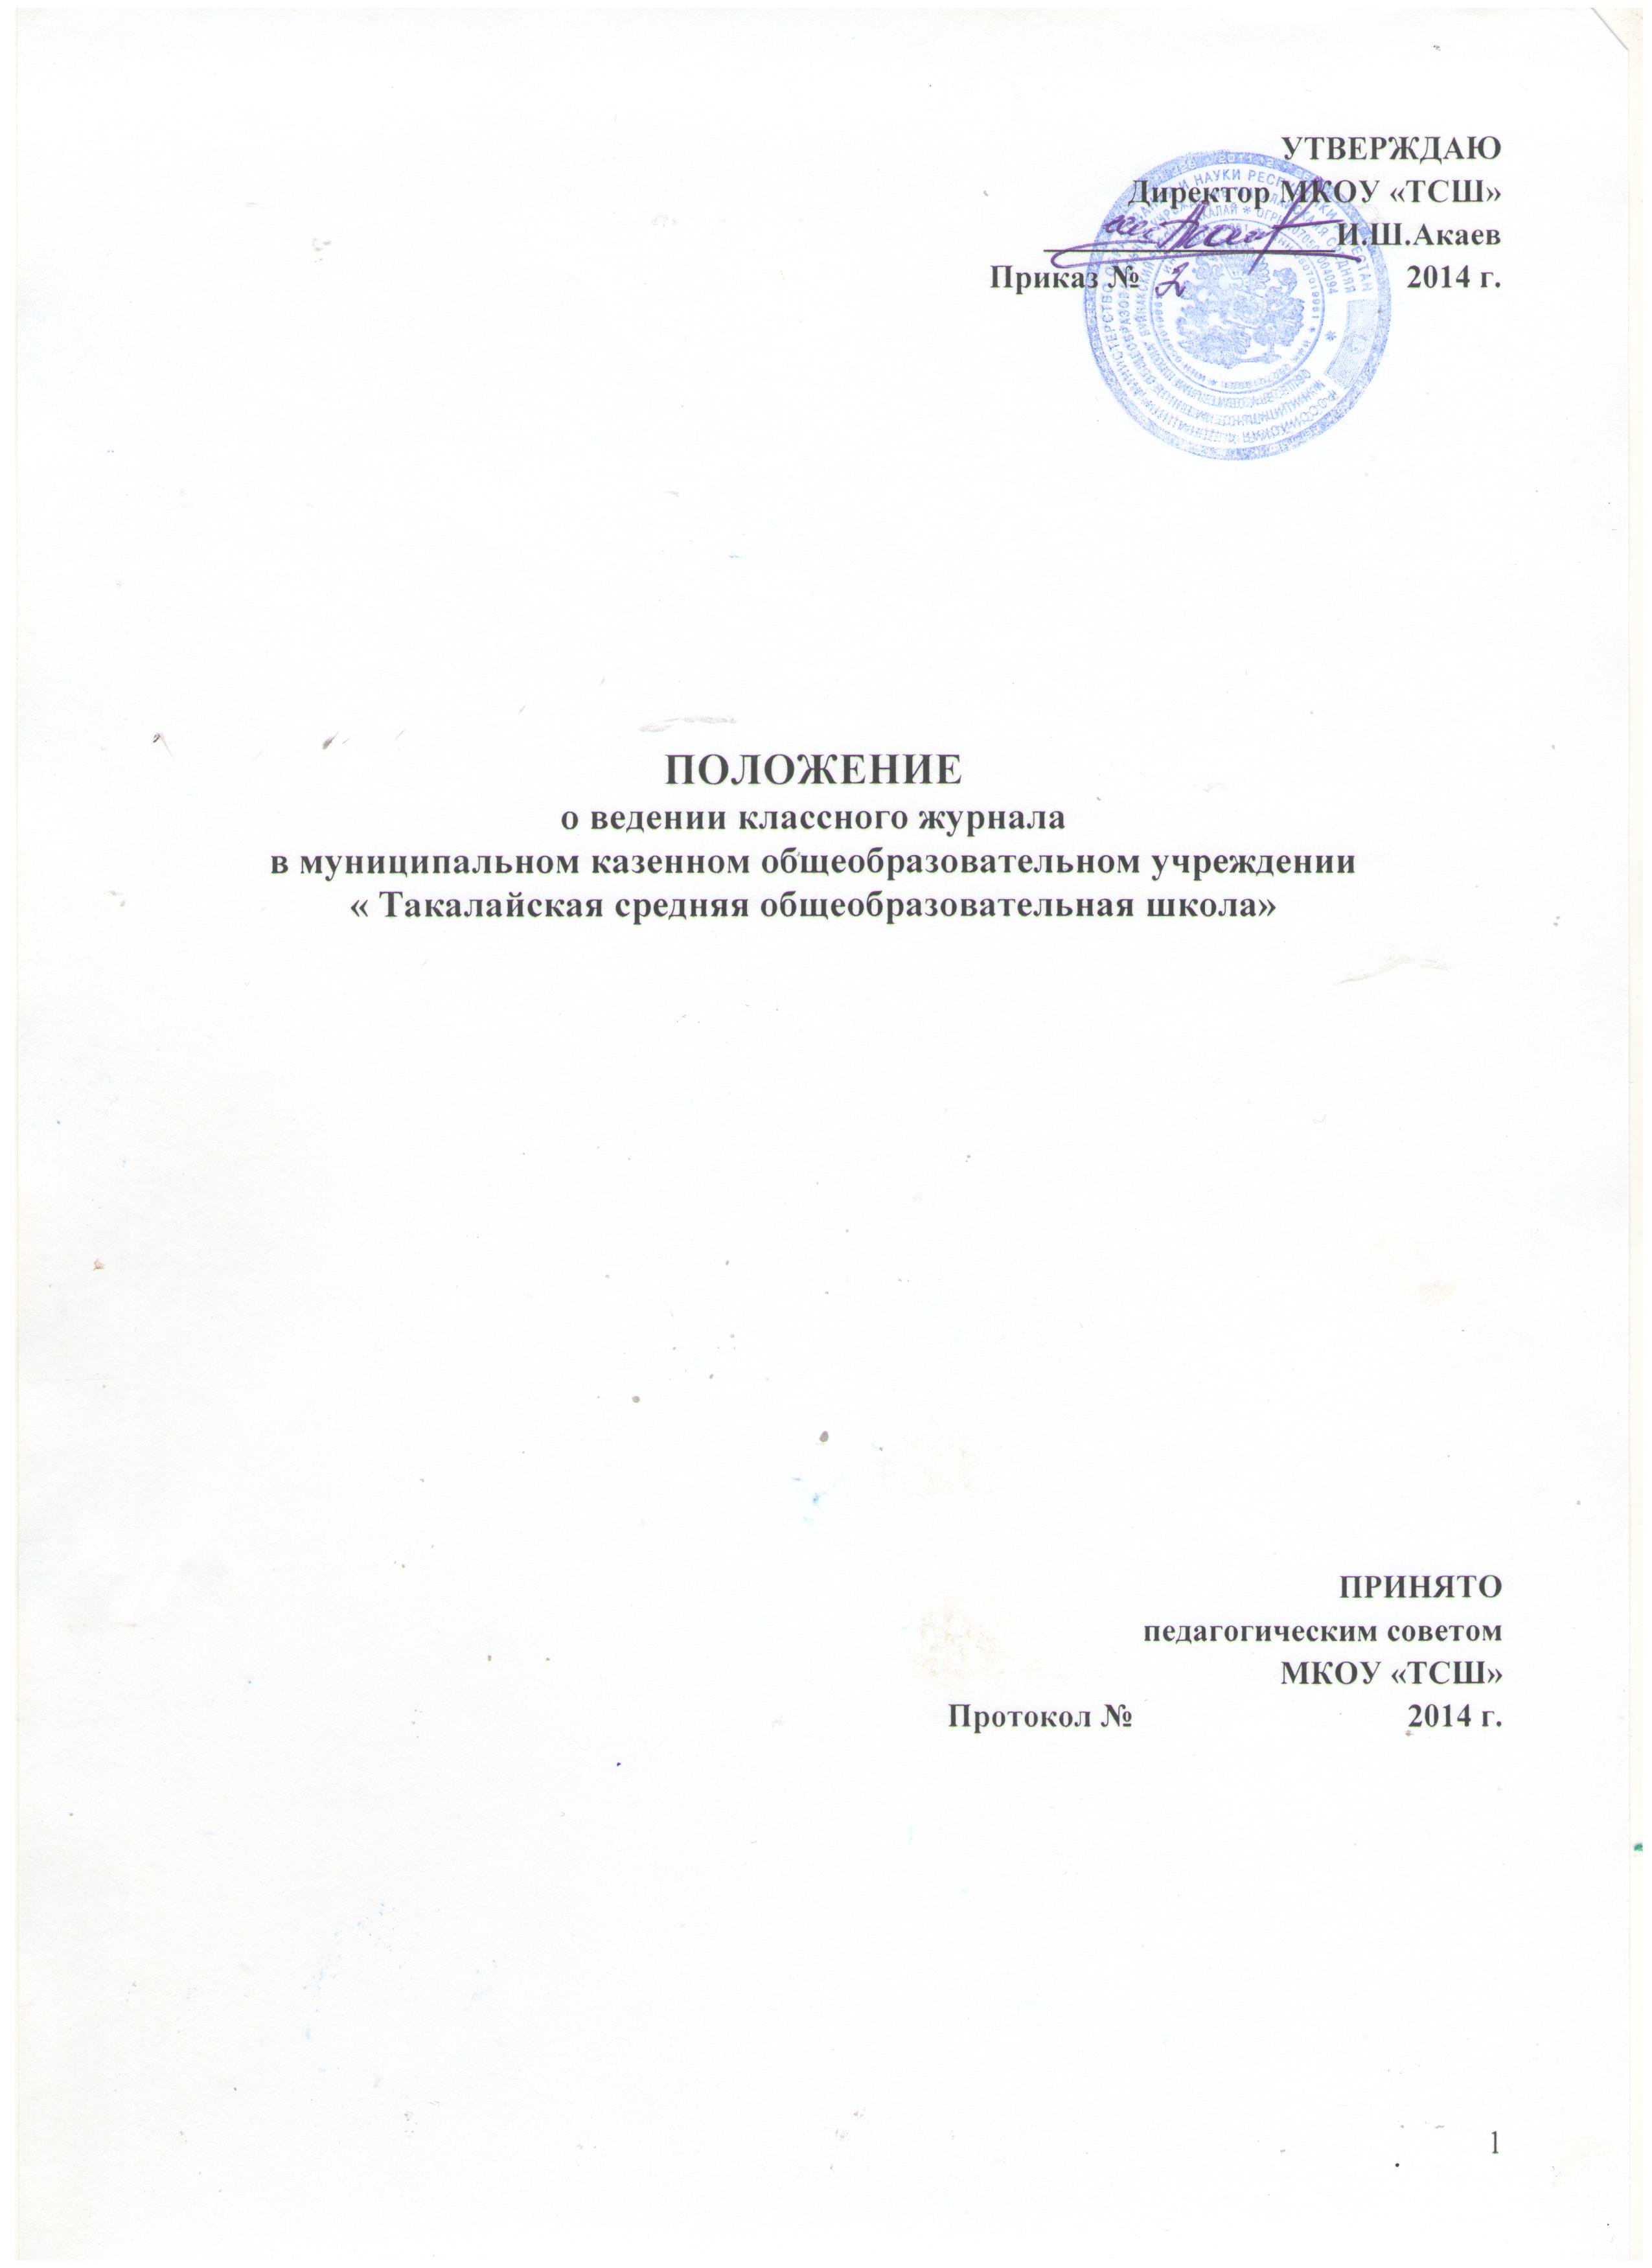 УТВЕРЖДАЮ
Директор МКОУ «ТСШ»
И.Ш.Акаев
Приказ № 2 2014 г.
ПОЛОЖЕНИЕ
о ведении классного журнала
в муниципальном казенном общеобразовательном учреждении
« Такалайская средняя общеобразовательная школа»
ПРИНЯТО
педагогическим советом
МКОУ «ТСШ»
Протокол № 2014 г.
1